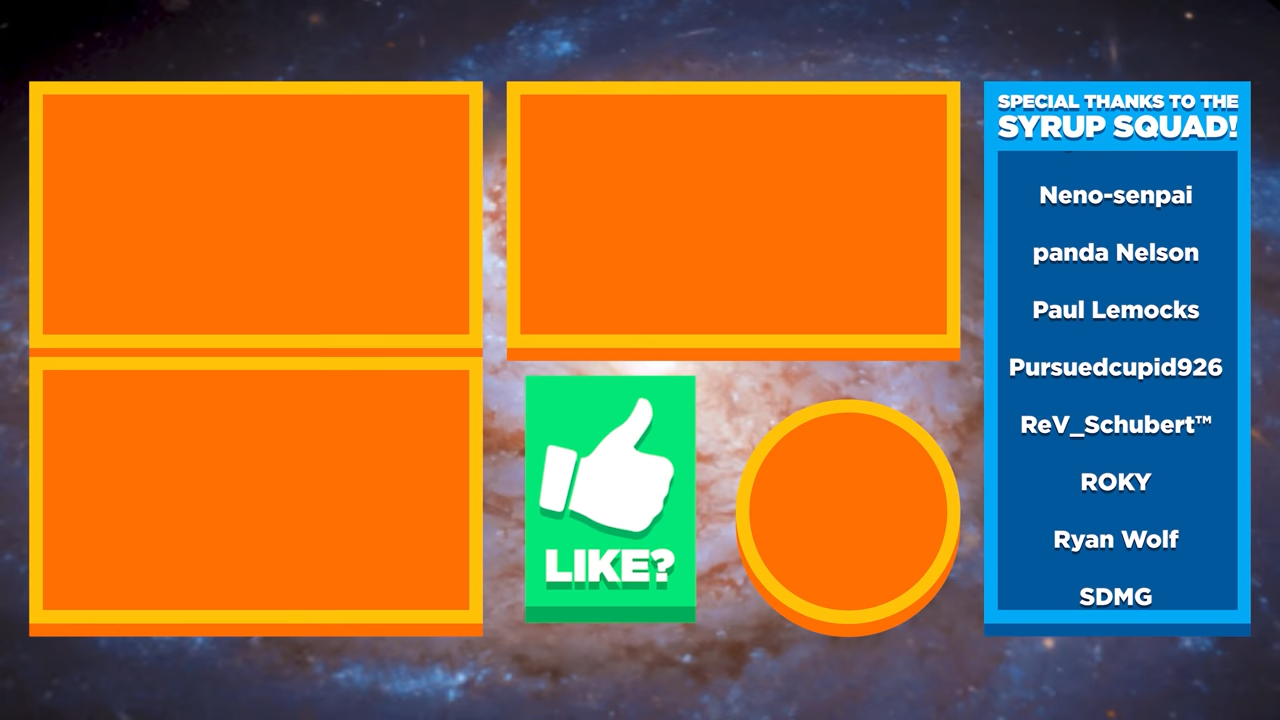 SPECIAL THANKS TO THE
SYRUP SQUAD!
Neno-senpai
panda Nelson
Paul Lemocks
Pursuedcupid926
ReV_Schubert™
ROKY
Ryan Wolf
SDMG
LIKE?